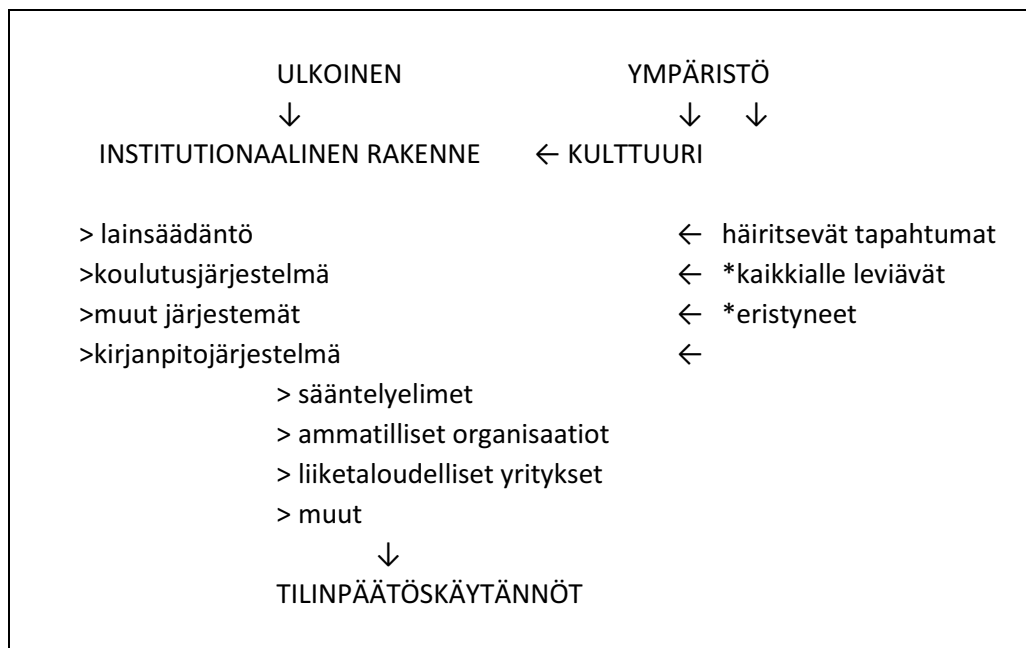 ULKOINEN YMPÄRISTÖ
↓ ↓ ↓
INSTITUTIONAALINEN RAKENNE ← KULTTUURI
> lainsäädäntö ← häiritsevät tapahtumat
>koulutusjärjestelmä ← *kaikkialle leviävät
>muut järjestemät ← *eristyneet
>kirjanpitojärjestelmä ←
> sääntelyelimet
> ammatilliset organisaatiot
> liiketaloudelliset yritykset
> muut
↓
TILINPÄÄTÖSKÄYTÄNNÖT